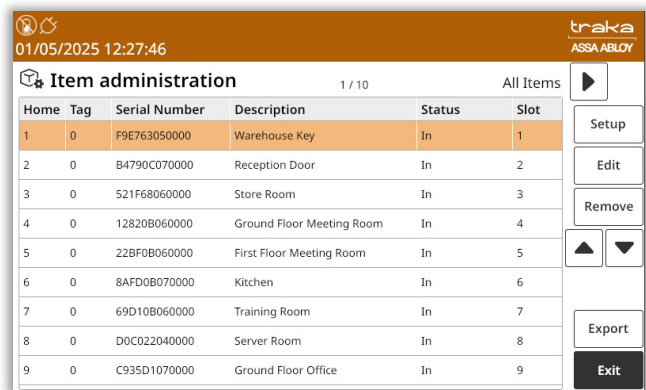 traka
ASSA ABLOY
01/05/2025 12:27:46
Item administration 1 / 10 All Items
Home Tag Serial Number Description Status Slot
1 0 F9E763050000 Warehouse Key In 1
2 0 B4790C070000 Reception Door In 2
3 0 521F68060000 Store Room In 3
4 0 12820B060000 Ground Floor Meeting Room In 4
5 0 22BF0B060000 First Floor Meeting Room In 5
6 0 8AFD0B070000 Kitchen In 6
7 0 69D10B060000 Training Room In 7
8 0 D0C022040000 Server Room In 8
9 0 C935D1070000 Ground Floor Office In 9
Setup
Edit
Remove
Export
Exit